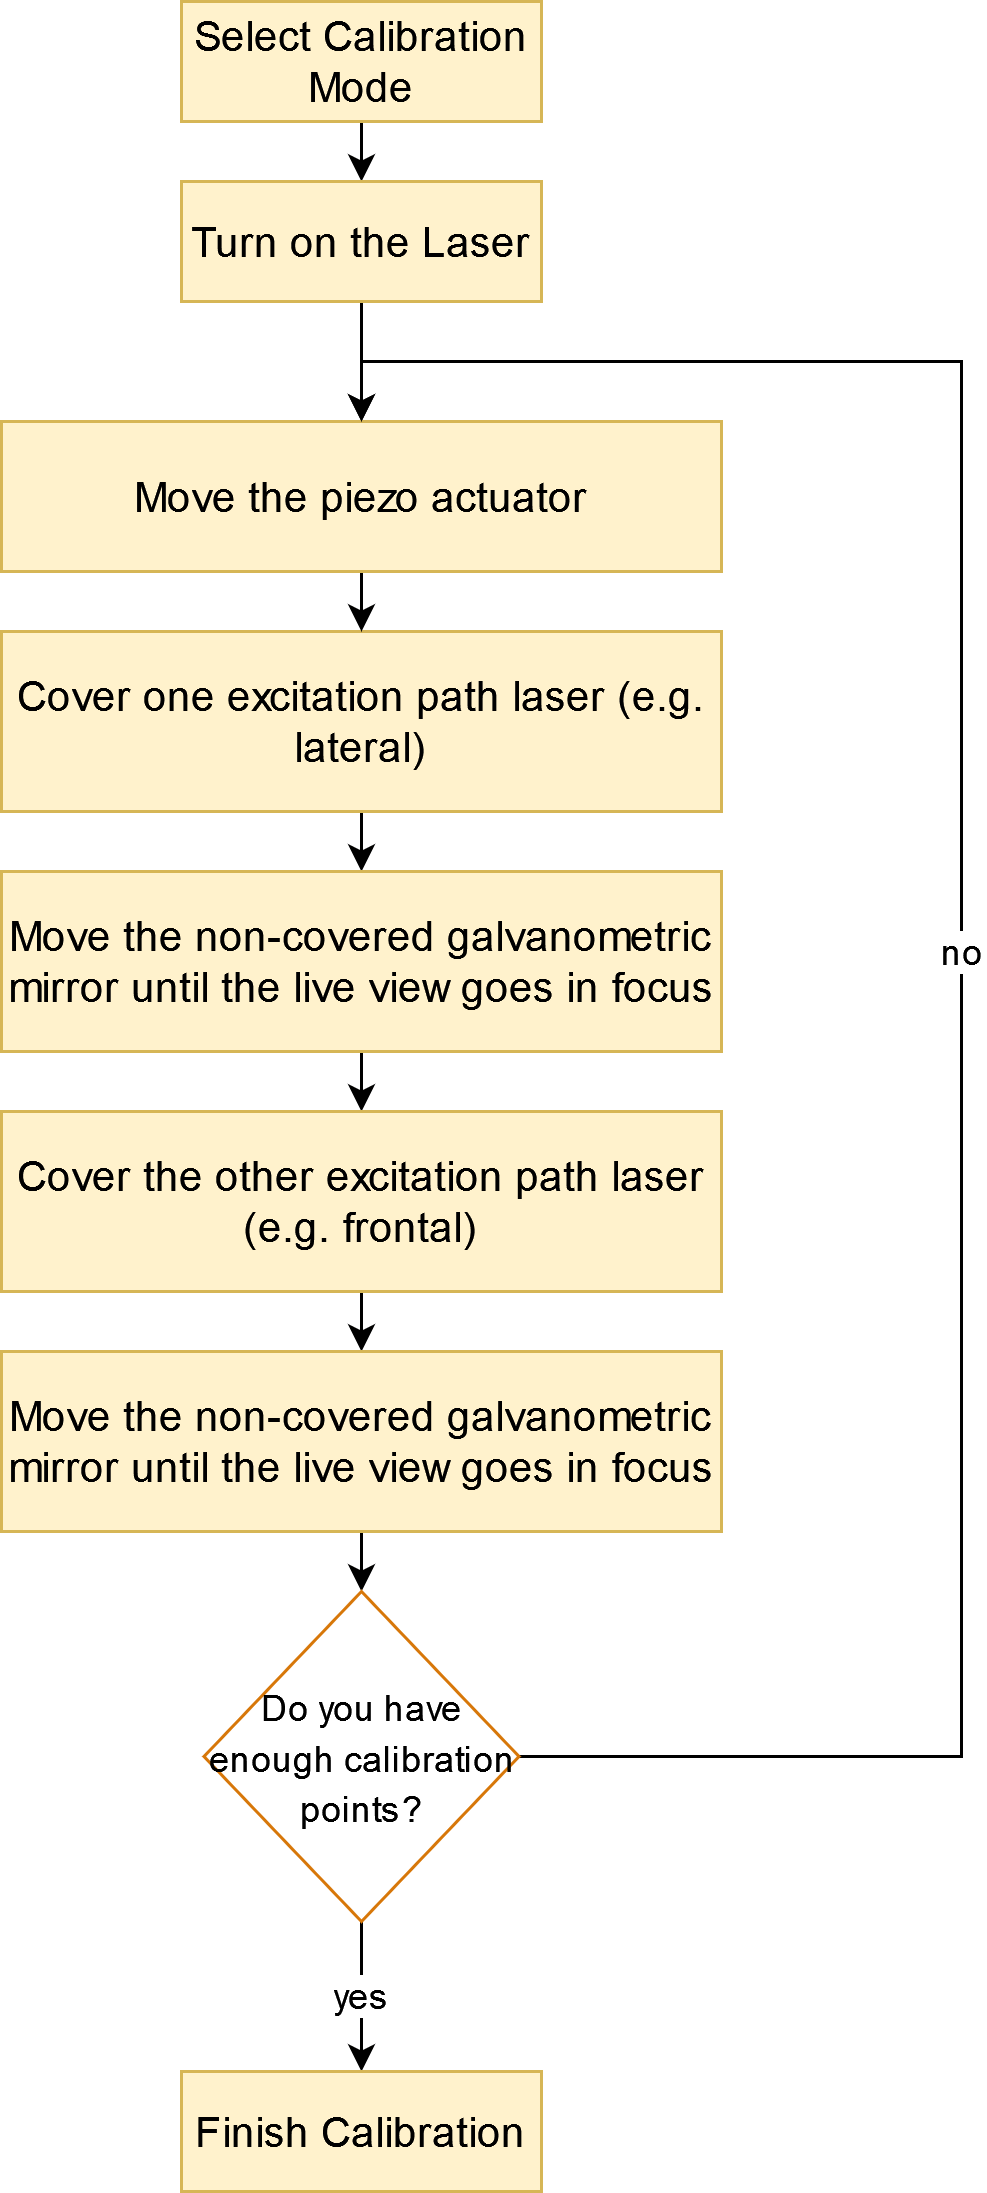 Select Calibration
Mode
Turn on the Laser
Move the piezo actuator
Cover one excitation path laser (e.g.
lateral)
Move the non-covered galvanometric
mirror until the live view goes in focus
no
Cover the other excitation path laser
(e.g. frontal)
Move the non-covered galvanometric
mirror until the live view goes in focus
Do you have
enough calibration
points?
yes
Finish Calibration